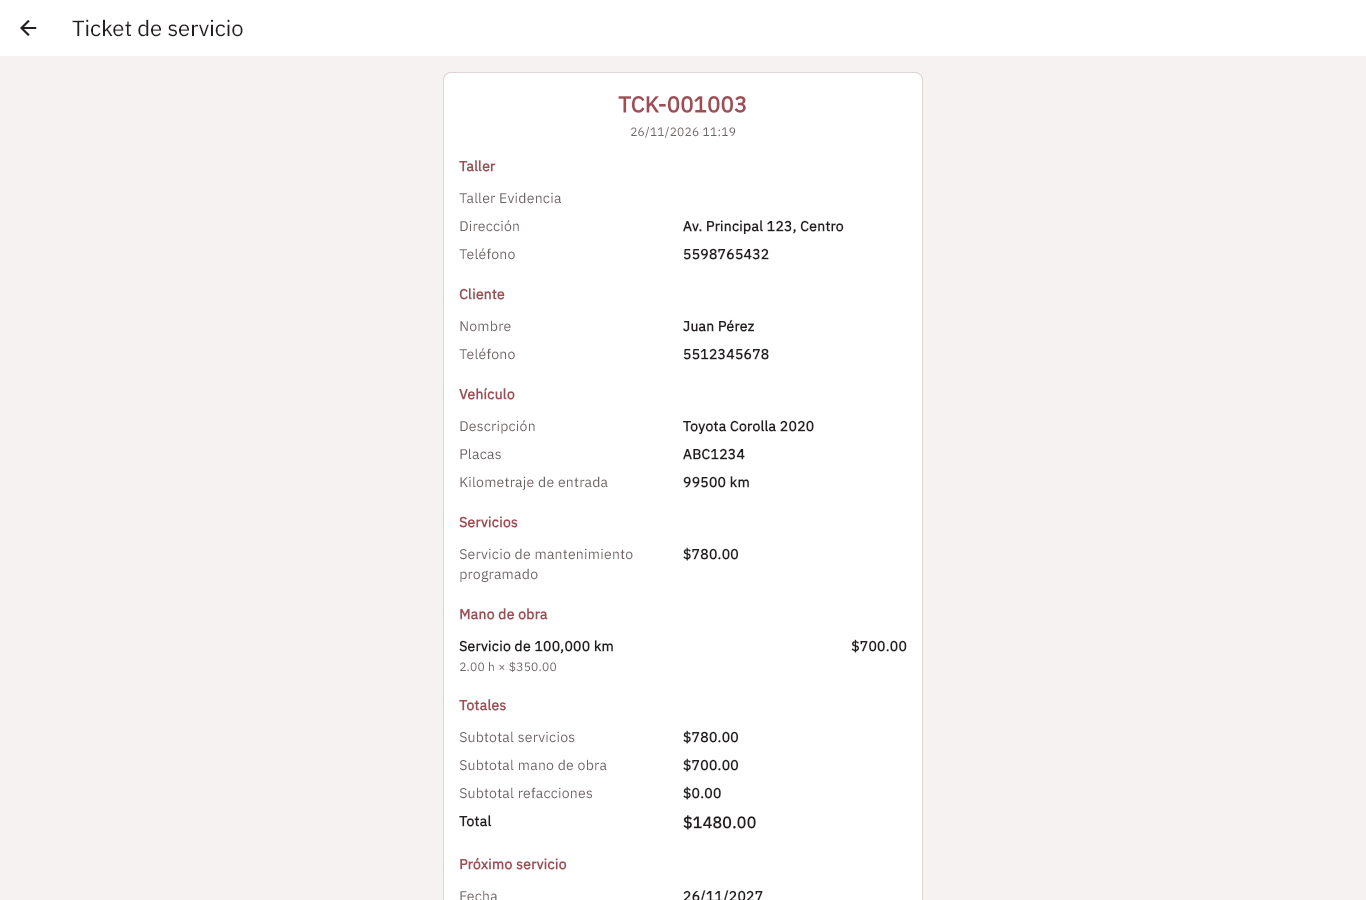 Ticket de servicio
TCK-001003
26/11/2026 11:19
Taller
Taller Evidencia
Dirección Av. Principal 123, Centro
Teléfono 5598765432
Cliente
Nombre Juan Pérez
Teléfono 5512345678
Vehículo
Descripción Toyota Corolla 2020
Placas ABC1234
Kilometraje de entrada 99500 km
Servicios
Servicio de mantenimiento $780.00
programado
Mano de obra
Servicio de 100,000 km $700.00
2.00 h × $350.00
Totales
Subtotal servicios $780.00
Subtotal mano de obra $700.00
Subtotal refacciones $0.00
Total $1480.00
Próximo servicio
Fecha 26/11/2027